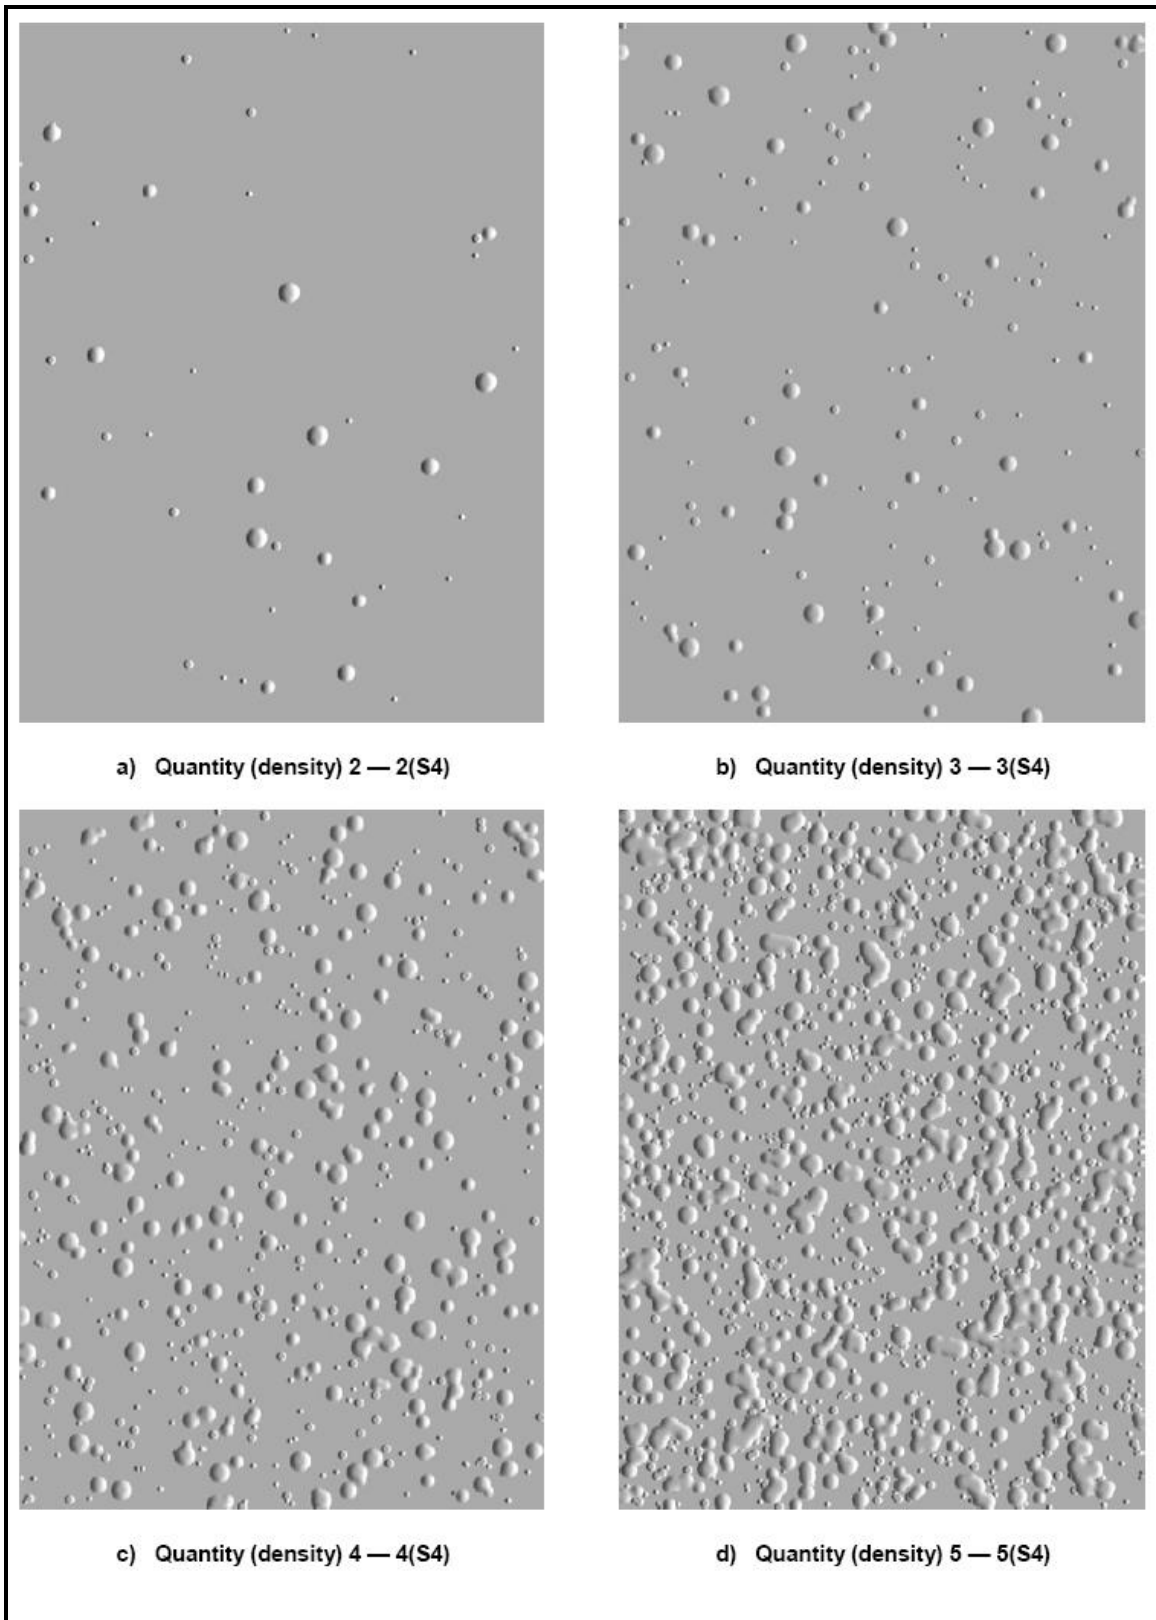 a) Quantity (density) 2 — 2(S4)
b) Quantity (density) 3 — 3(S4)
c) Quantity (density) 4 — 4(S4)
d) Quantity (density) 5 — 5(S4)